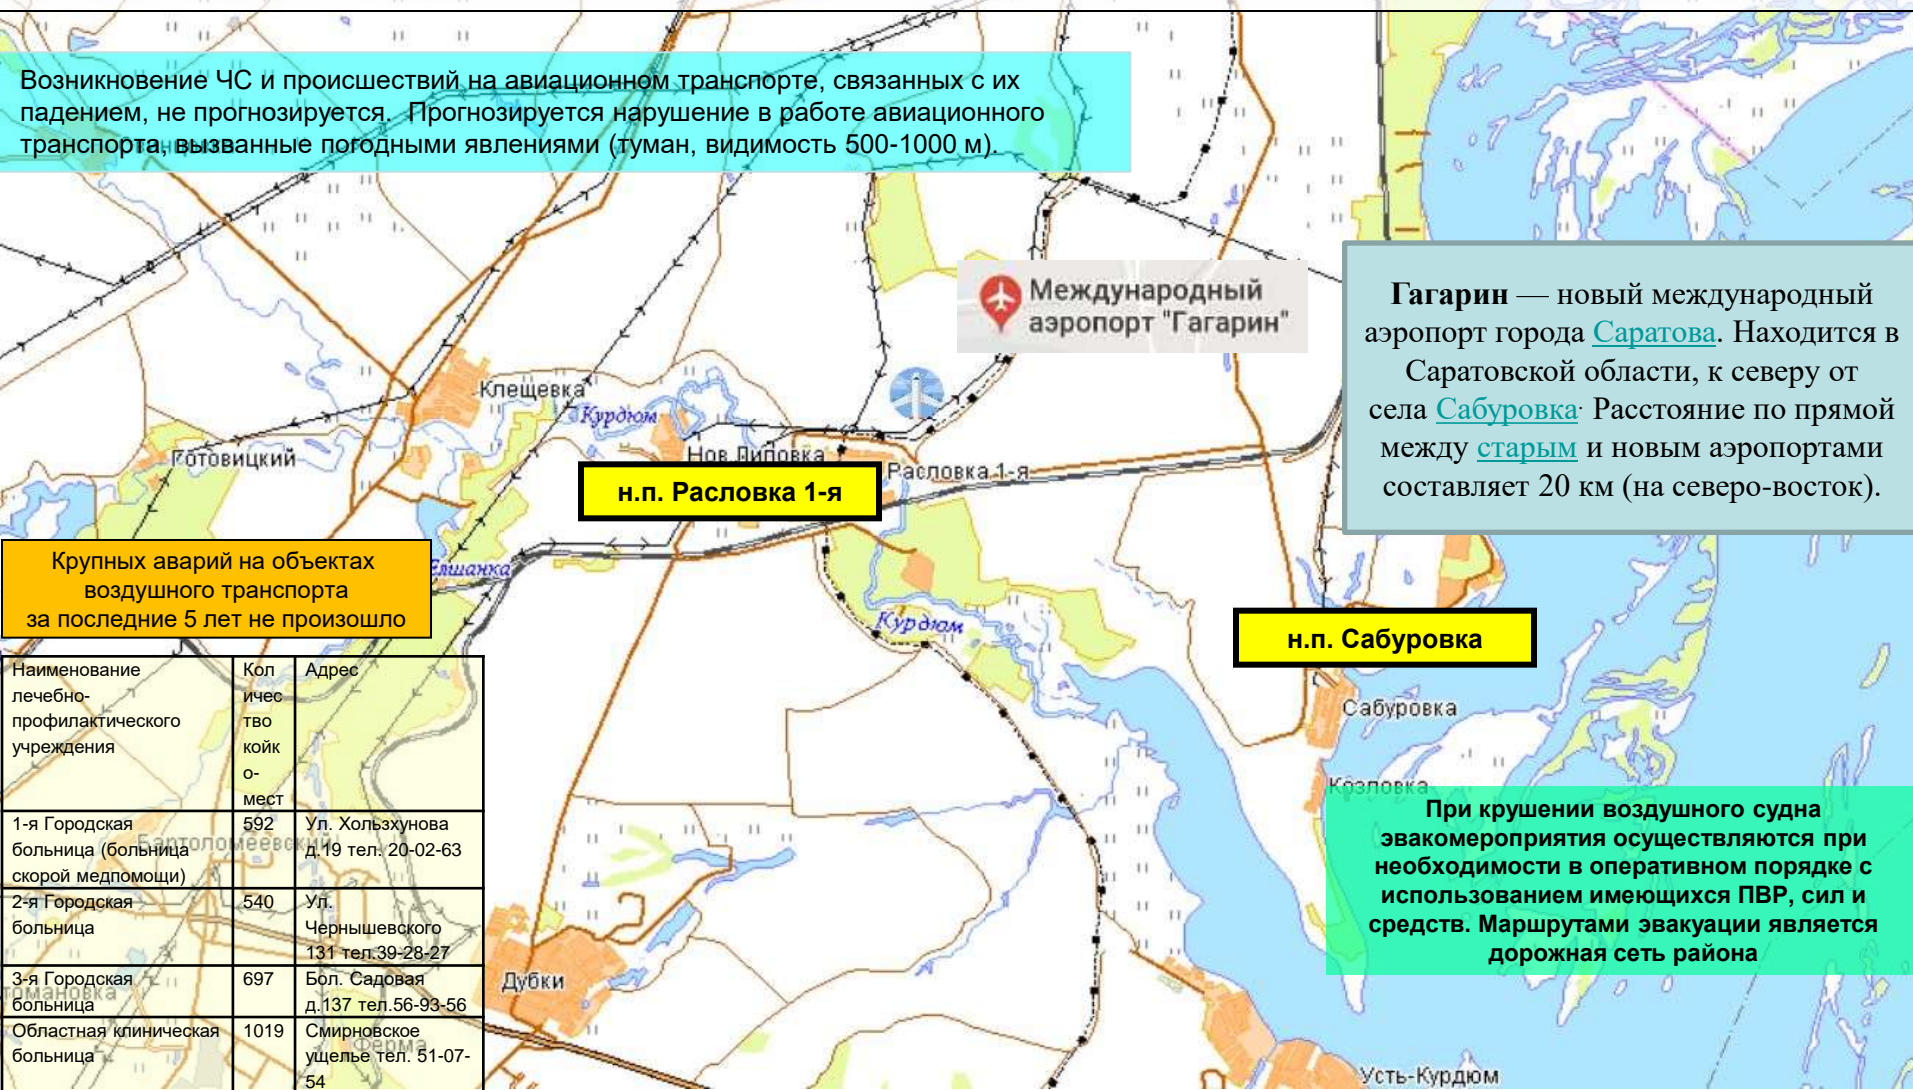 Возникновение ЧС и происшествий на авиационном транспорте, связанных с их
падением, не прогнозируется. Прогнозируется нарушение в работе авиационного
транспорта, вызванные погодными явлениями (туман, видимость 500-1000 м).
Международный
аэропорт "Гагарин"
Гагарин — новый международный
аэропорт города Саратова. Находится в
Саратовской области, к северу от
села Сабуровка. Расстояние по прямой
между старым и новым аэропортами
составляет 20 км (на северо-восток).
Клещевка
Курдюм
Готовицкий
Нов.Липовка
Расловка 1-я
н.п. Расловка 1-я
Крупных аварий на объектах
воздушного транспорта
за последние 5 лет не произошло
Елшанка
Курдюм
н.п. Сабуровка
Сабуровка
Козловка
При крушении воздушного судна
эвакомероприятия осуществляются при
необходимости в оперативном порядке с
использованием имеющихся ПВР, сил и
средств. Маршрутами эвакуации является
дорожная сеть района
Наименование
лечебно-
профилактического
учреждения
Кол
ичес
тво
койк
о-
мест
Адрес
1-я Городская
больница (больница
скорой медпомощи)
592
Ул. Хользхунова
д.19 тел. 20-02-63
2-я Городская
больница
540
Ул.
Чернышевского
131 тел.39-28-27
3-я Городская
больница
697
Бол. Садовая
д.137 тел.56-93-56
Областная клиническая
больница
1019
Смирновское
ущелье тел. 51-07-
54
Бартоломеевский
Ферма
Дубки
Усть-Курдюм